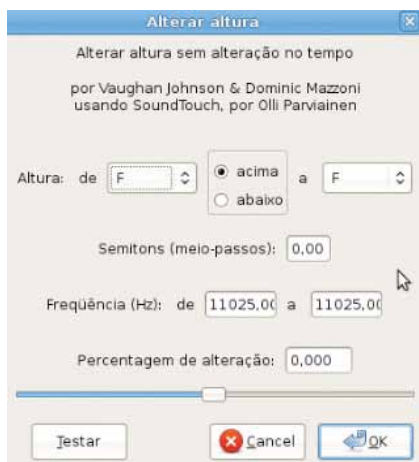 Alterar altura
Alterar altura sem alteração no tempo
por Vaughan Johnson & Dominic Mazzoni
usando SoundTouch, por Olli Parviainen
Altura: de F acima a F
abaixo
Semitons (meio-passos): 0,00
Freqüência (Hz): de 11025,00 a 11025,00
Percentagem de alteração: 0,000
Testar Cancel OK